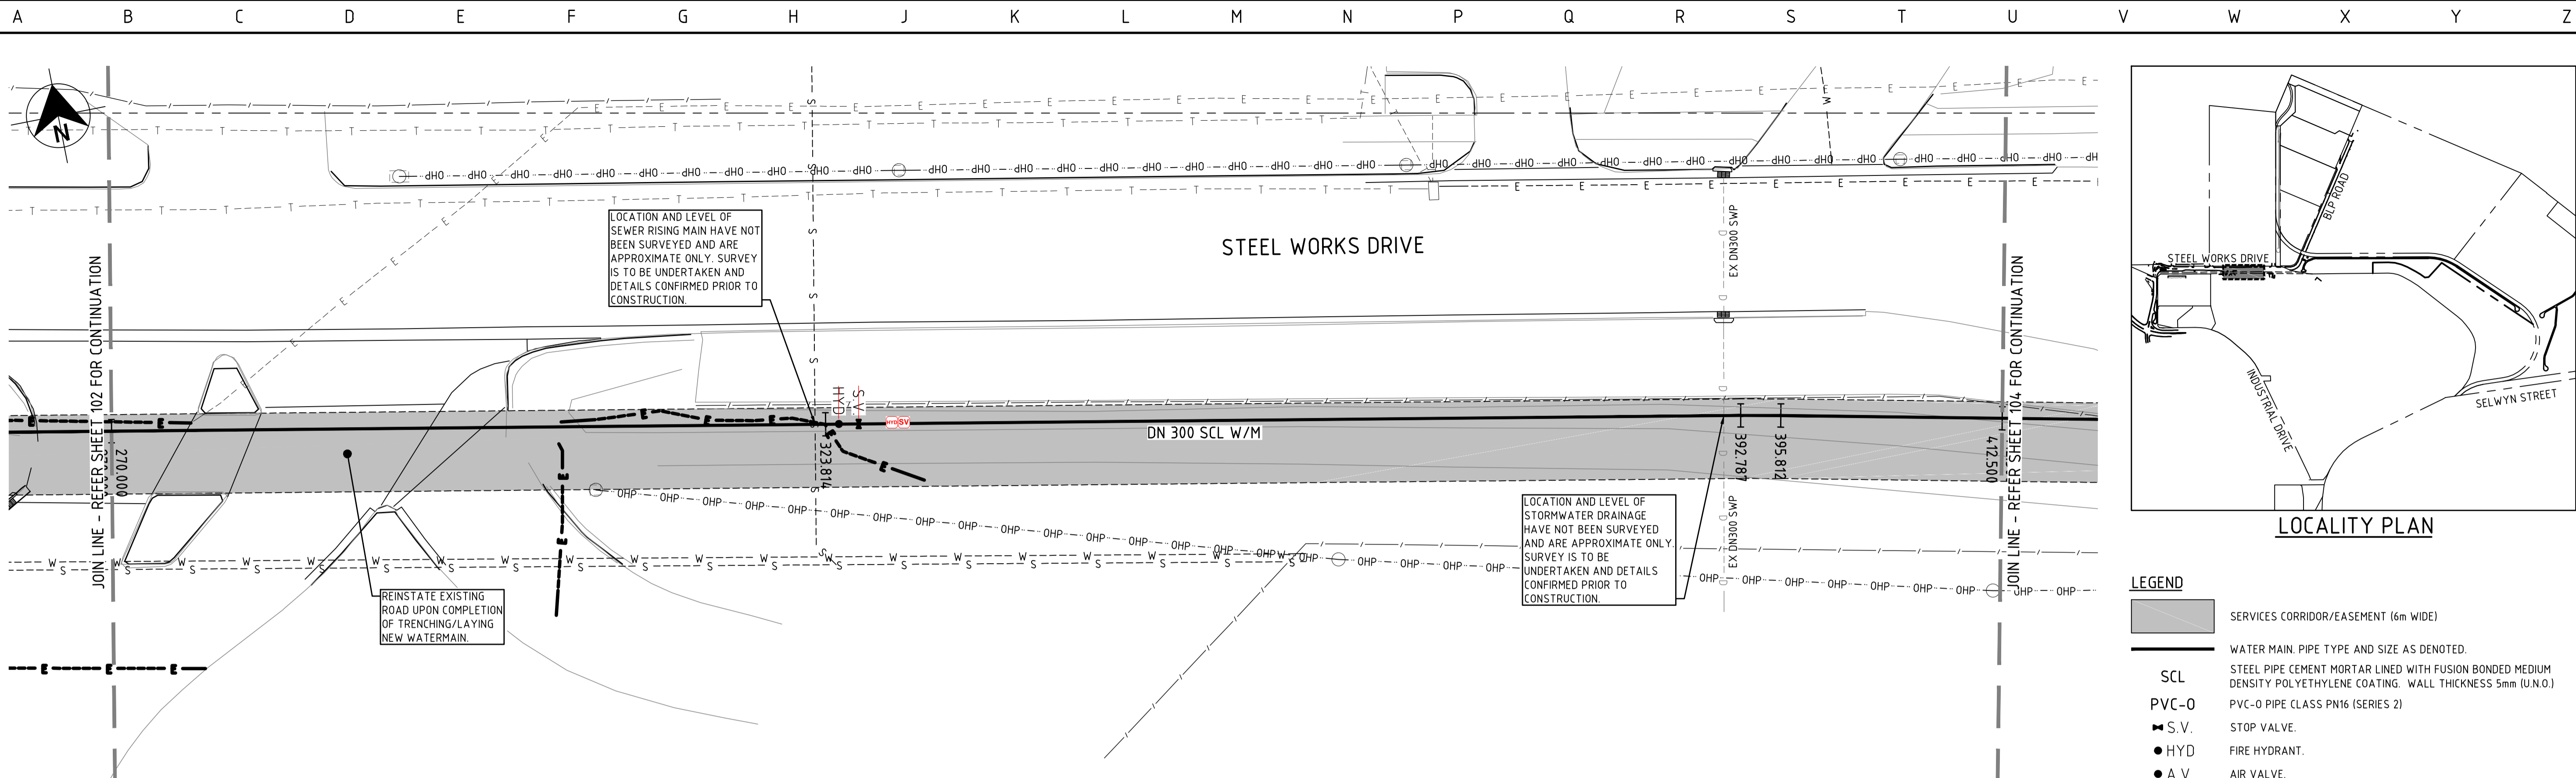 A B C D E F G H J K L M N P Q R S T U V W X Y Z
N
LOCATION AND LEVEL OF
SEWER RISING MAIN HAVE NOT
BEEN SURVEYED AND ARE
APPROXIMATE ONLY. SURVEY
IS TO BE UNDERTAKEN AND
DETAILS CONFIRMED PRIOR TO
CONSTRUCTION.
STEEL WORKS DRIVE
EX DN300 SWP
JOIN LINE - REFER SHEET 102 FOR CONTINUATION
270.000
HYD
S.V.
HYD SV
323.814
DN 300 SCL W/M
392.787
395.812
412.500
JOIN LINE - REFER SHEET 104 FOR CONTINUATION
REINSTATE EXISTING
ROAD UPON COMPLETION
OF TRENCHING/LAYING
NEW WATERMAIN.
LOCATION AND LEVEL OF
STORMWATER DRAINAGE
HAVE NOT BEEN SURVEYED
AND ARE APPROXIMATE ONLY.
SURVEY IS TO BE
UNDERTAKEN AND DETAILS
CONFIRMED PRIOR TO
CONSTRUCTION.
EX DN300 SWP
BLP ROAD
STEEL WORKS DRIVE
INDUSTRIAL DRIVE
SELWYN STREET
LOCALITY PLAN
LEGEND
SERVICES CORRIDOR/EASEMENT (6m WIDE)
WATER MAIN. PIPE TYPE AND SIZE AS DENOTED.
SCL STEEL PIPE CEMENT MORTAR LINED WITH FUSION BONDED MEDIUM
DENSITY POLYETHYLENE COATING. WALL THICKNESS 5mm (U.N.O.)
PVC-O PVC-O PIPE CLASS PN16 (SERIES 2)
S.V. STOP VALVE.
HYD FIRE HYDRANT.
A.V. AIR VALVE.